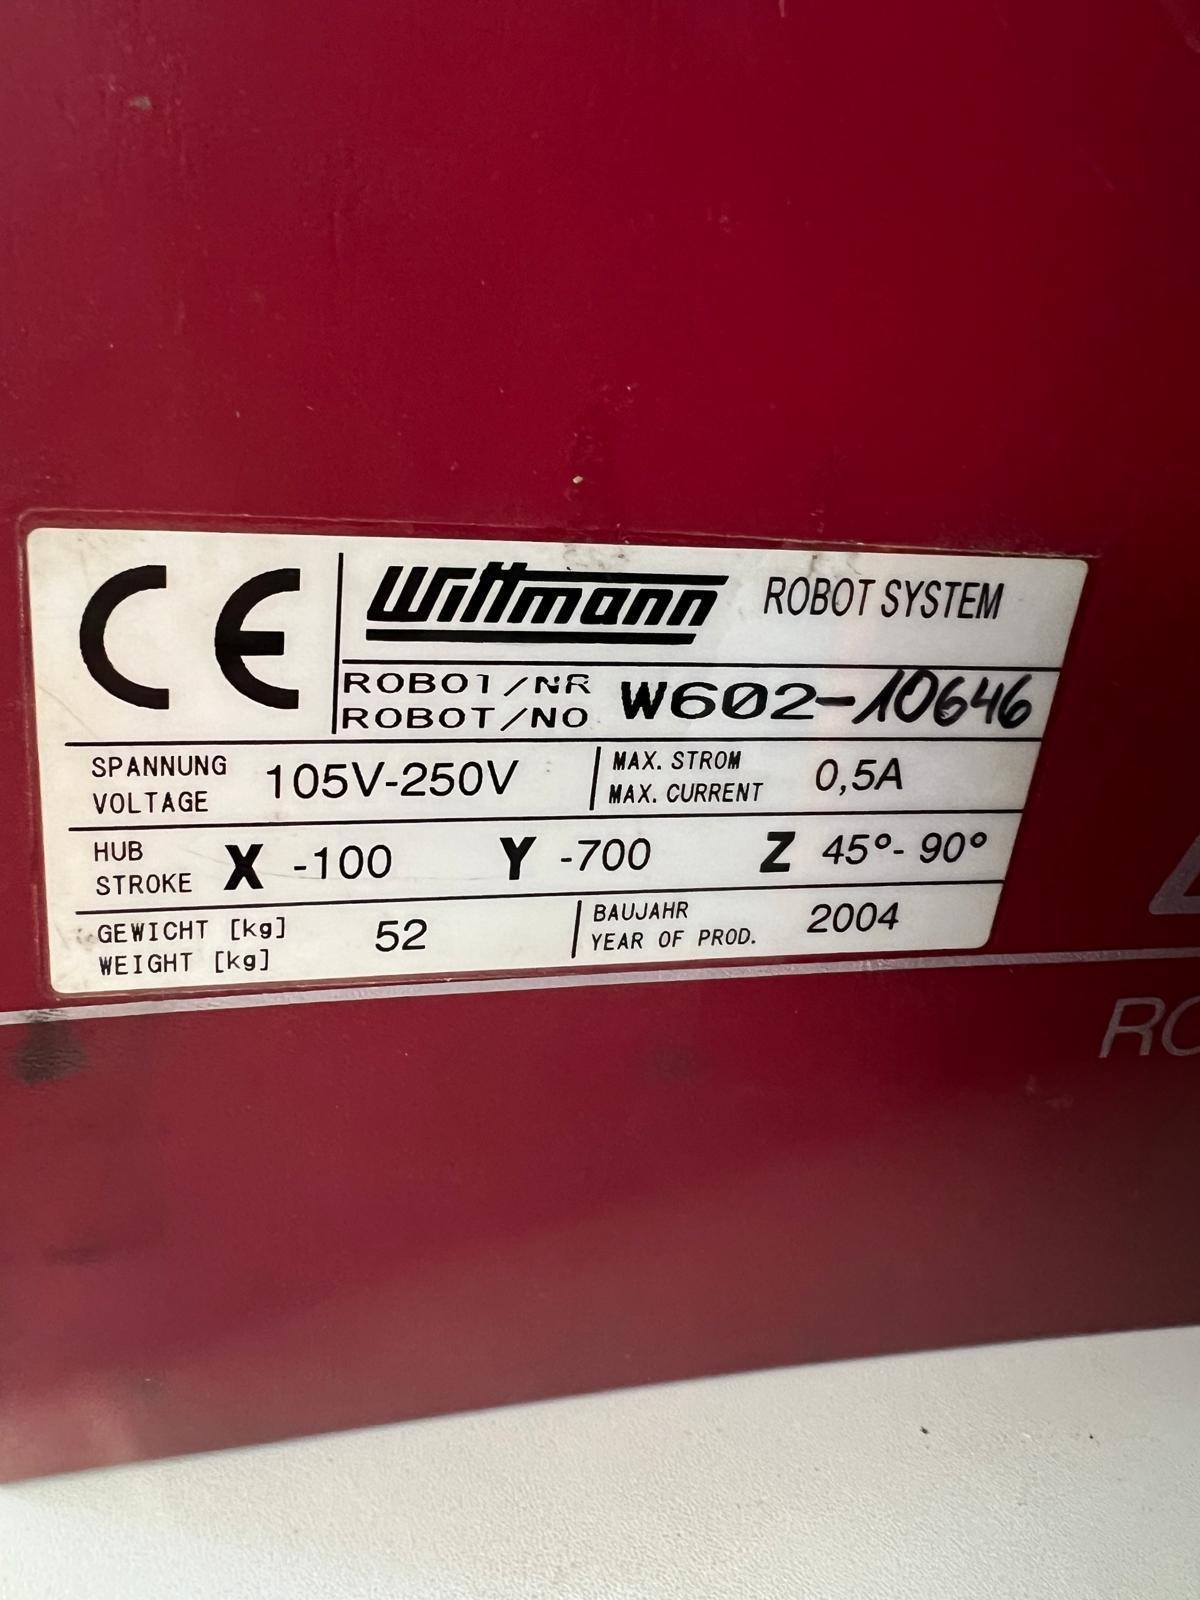 CE
Wittmann ROBOT SYSTEM
ROBOT/NR
ROBOT/NO W602-10646
SPANNUNG
VOLTAGE 105V-250V
MAX. STROM
MAX. CURRENT 0,5A
HUB
STROKE X -100 Y -700 Z 45°- 90°
GEWICHT [kg]
WEIGHT [kg] 52
BAUJAHR
YEAR OF PROD. 2004
RO